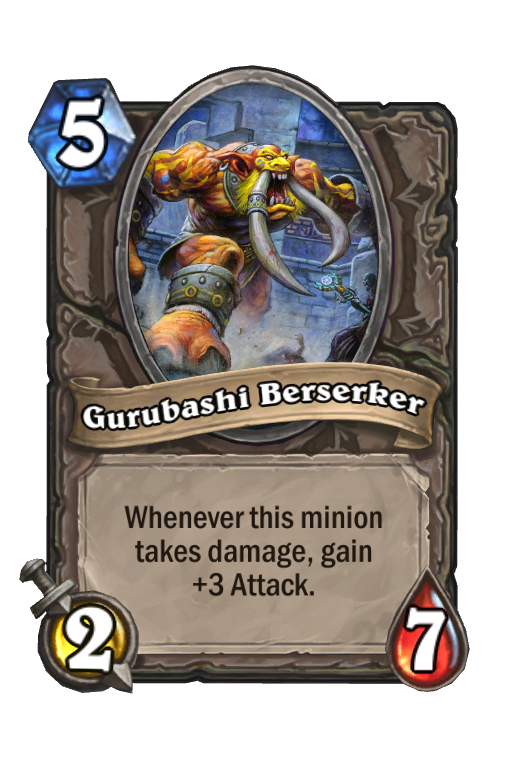 5
Gurubashi Berserker
Whenever this minion
takes damage, gain
+3 Attack.
2
7